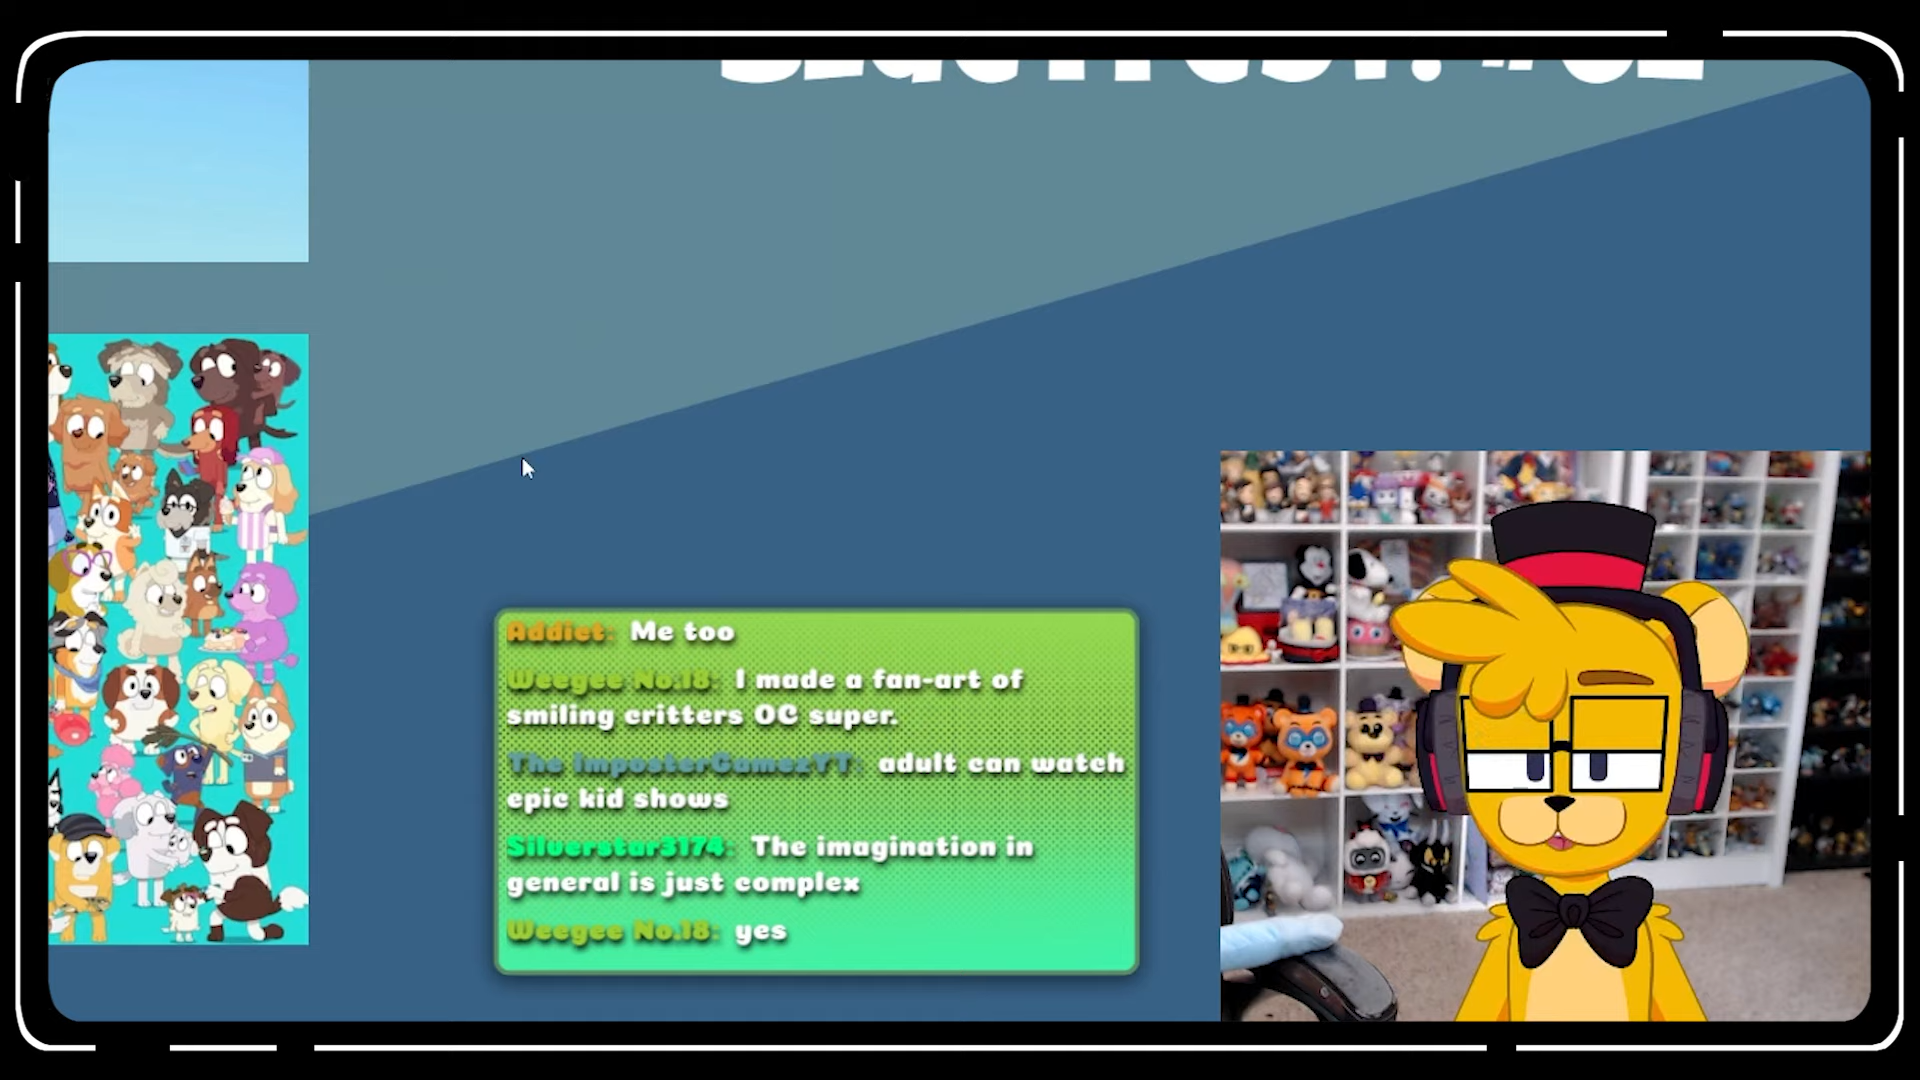 Addict: Me too
Weegee No.18: I made a fan-art of
smiling critters OC super.
The ImposterGamezYT: adult can watch
epic kid shows
Silverstar3174: The imagination in
general is just complex
Weegee No.18: yes